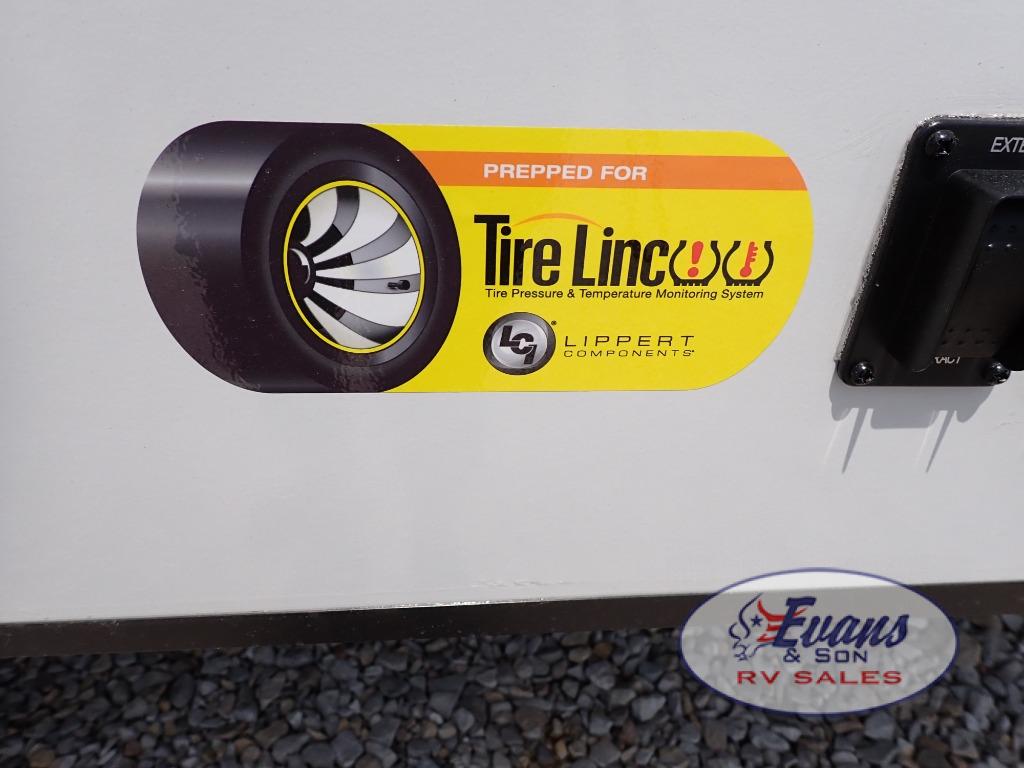 PREPPED FOR
Tire Linc
Tire Pressure & Temperature Monitoring System
LCI®
LIPPERT
COMPONENTS®
Evans
& SON
RV SALES